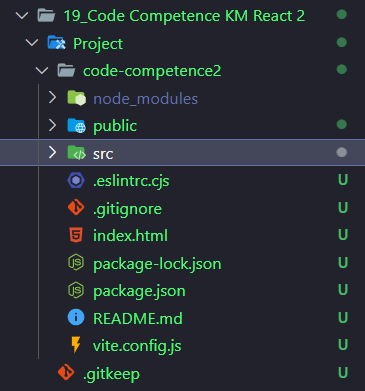 19_Code Competence KM React 2
Project
code-competence2
node_modules
public
src
.eslintrc.cjs U
.gitignore U
index.html U
package-lock.json U
package.json U
README.md U
vite.config.js U
.gitkeep